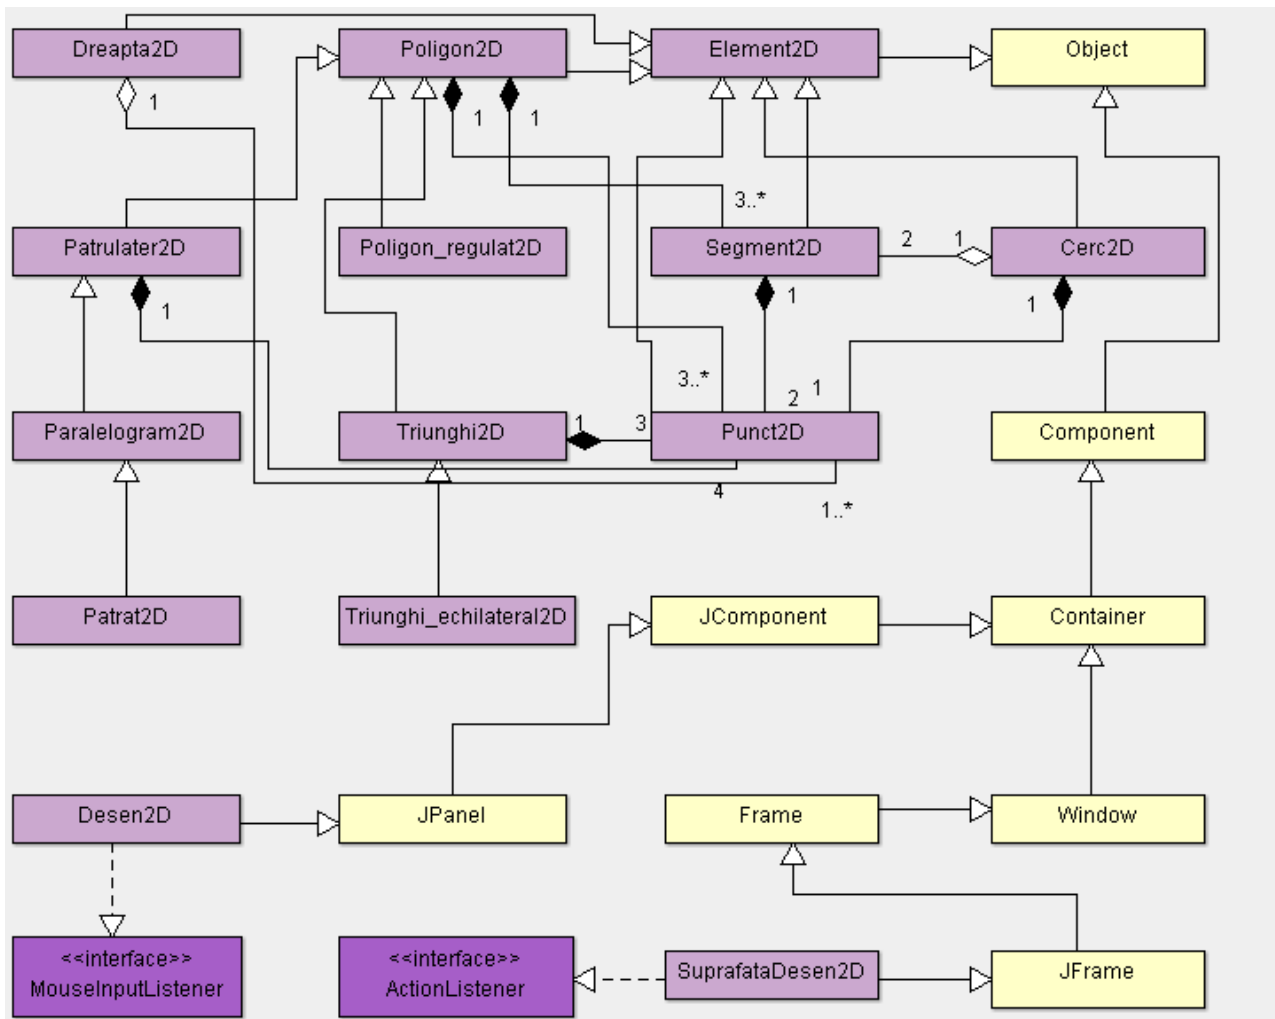 Dreapta2D
Poligon2D
Element2D
Object
1
1
1
3..*
Patrulater2D
Poligon_regulat2D
Segment2D
2
1
Cerc2D
1
1
1
3..*
2
1
Paralelogram2D
Triunghi2D
1
3
Punct2D
Component
4
1..*
Patrat2D
Triunghi_echilateral2D
JComponent
Container
Desen2D
JPanel
Frame
Window
<<interface>>
MouseInputListener
<<interface>>
ActionListener
SuprafataDesen2D
JFrame